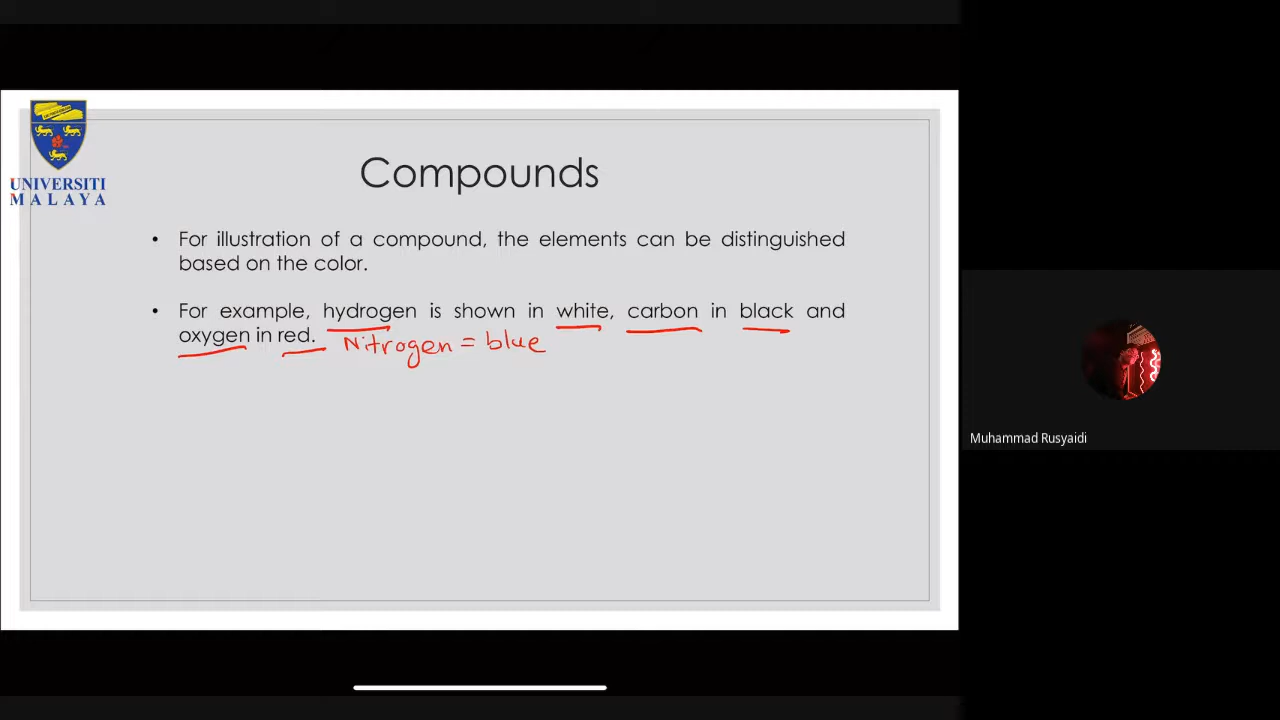 UNIVERSITI
MALAYA
Compounds
• For illustration of a compound, the elements can be distinguished
based on the color.
• For example, hydrogen is shown in white, carbon in black and
oxygen in red. Nitrogen = blue
Muhammad Rusyaidi